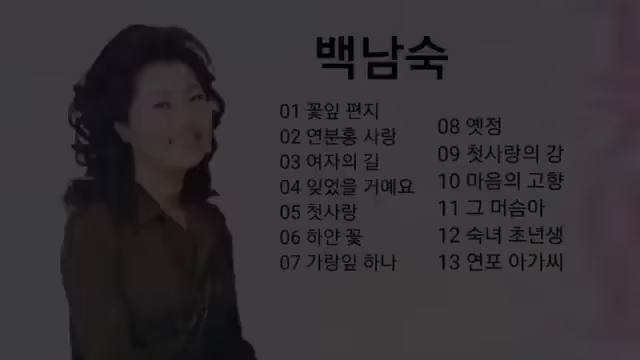 백남숙
01 꽃잎 편지
02 연분홍 사랑
03 여자의 길
04 잊었을 거예요
05 첫사랑
06 하얀 꽃
07 가랑잎 하나
08 옛정
09 첫사랑의 강
10 마음의 고향
11 그 머슴아
12 숙녀 초년생
13 연포 아가씨